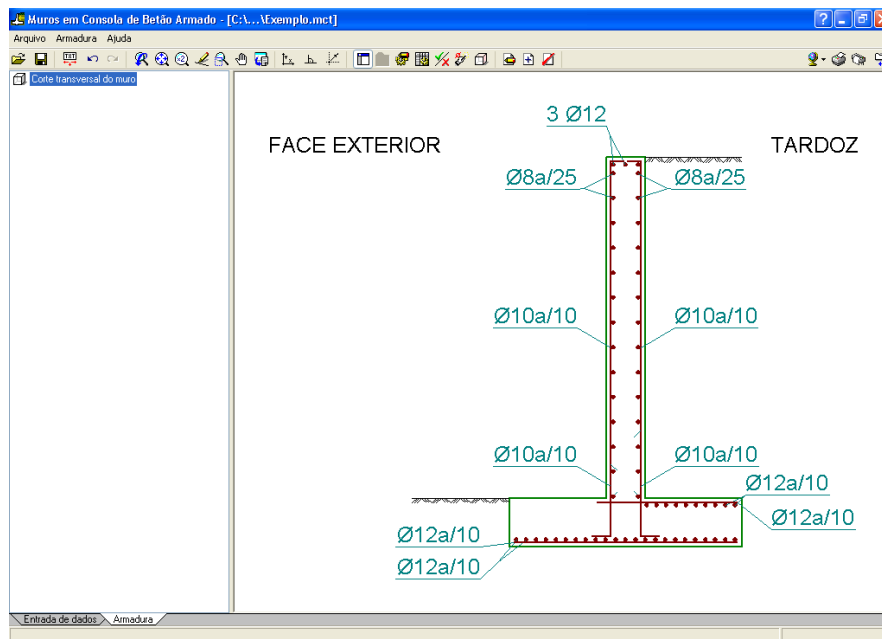 Muros em Consola de Betão Armado - [C:\...\Exemplo.mct]
Arquivo Armadura Ajuda
Corte transversal do muro
3 Ø12
FACE EXTERIOR
TARDOZ
Ø8a/25
Ø8a/25
Ø10a/10
Ø10a/10
Ø10a/10
Ø10a/10
Ø12a/10
Ø12a/10
Ø12a/10
Ø12a/10
Entrada de dados Armadura